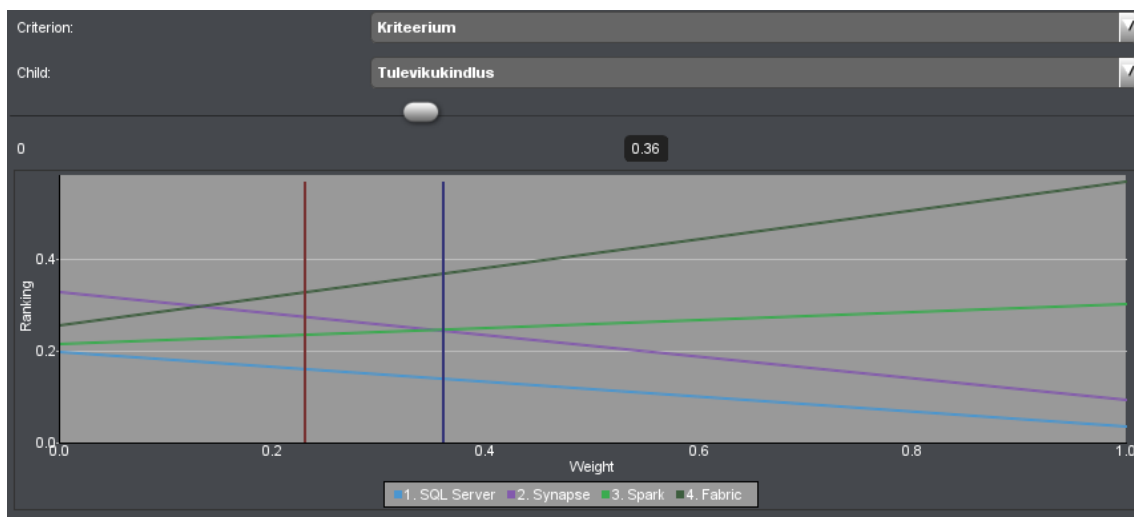 Criterion: Kriteerium
Child: Tulevikukindlus
0 0.36
0.4
0.2
0.0
Ranking
0.0 0.2 0.4 0.6 0.8 1.0
Weight
1. SQL Server 2. Synapse 3. Spark 4. Fabric